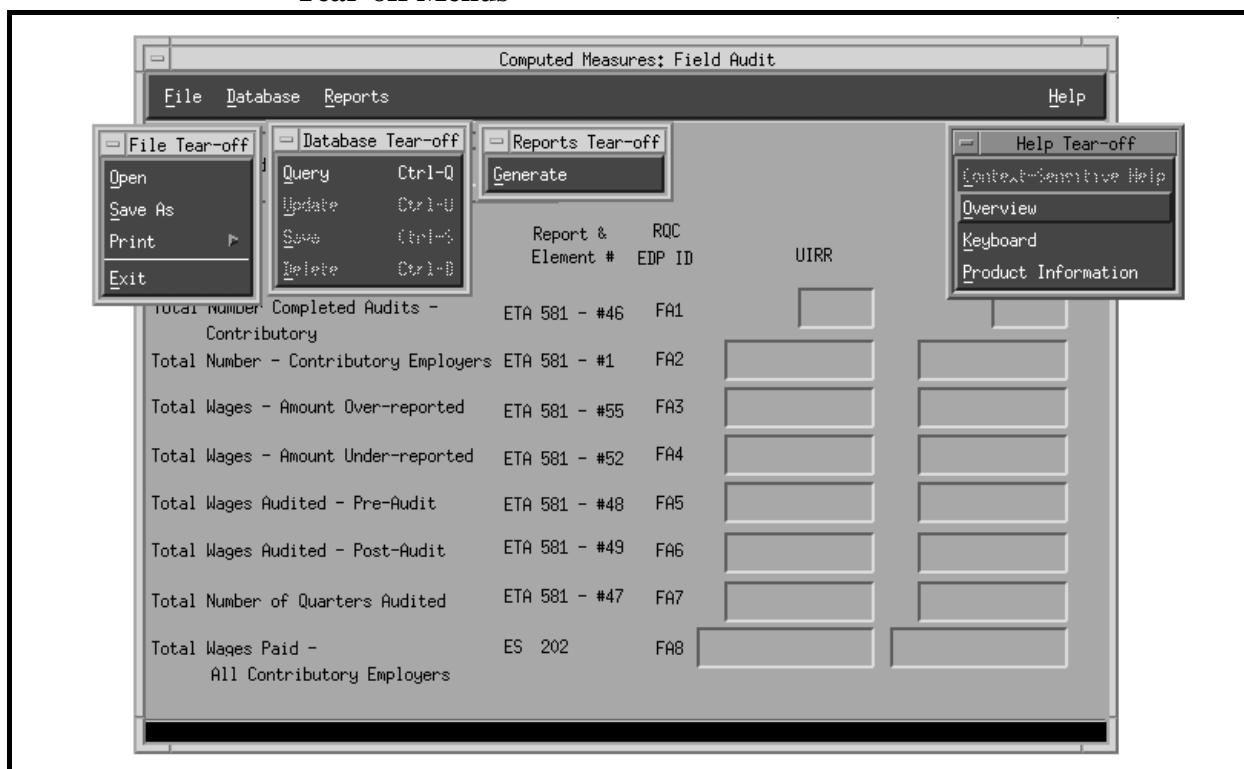 Tear-off Menus
Computed Measures: Field Audit
File Database Reports Help
File Tear-off
Open
Save As
Print
Exit
Database Tear-off
Query Ctrl-Q
Update Ctrl-U
Save Ctrl-S
Delete Ctrl-D
Reports Tear-off
Generate
Help Tear-off
Context-Sensitive Help
Overview
Keyboard
Product Information
Report & Element # RQC EDP ID UIRR
Total Number Completed Audits - ETA 581 - #46 FA1
Contributory
Total Number - Contributory Employers ETA 581 - #1 FA2
Total Wages - Amount Over-reported ETA 581 - #55 FA3
Total Wages - Amount Under-reported ETA 581 - #52 FA4
Total Wages Audited - Pre-Audit ETA 581 - #48 FA5
Total Wages Audited - Post-Audit ETA 581 - #49 FA6
Total Number of Quarters Audited ETA 581 - #47 FA7
Total Wages Paid - ES 202 FA8
All Contributory Employers